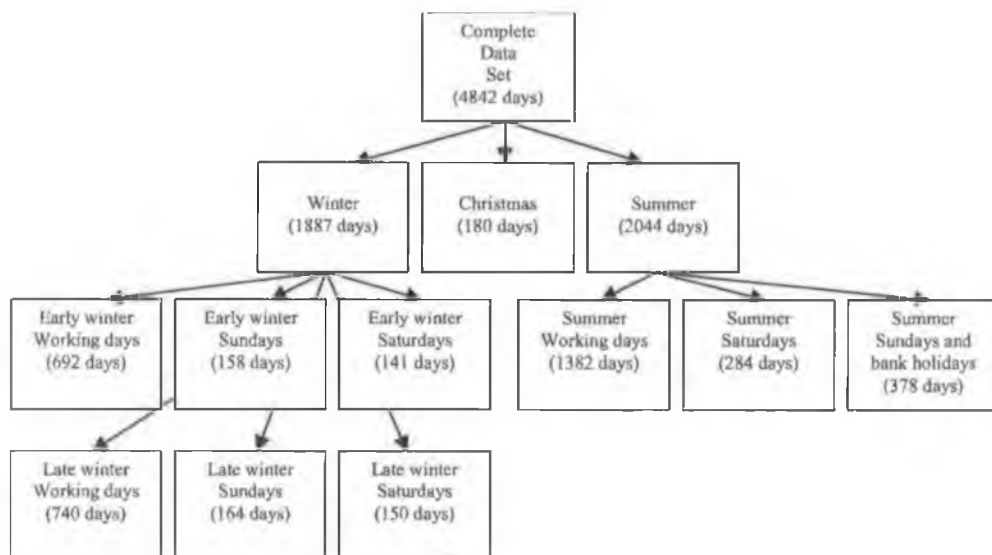 Complete
Data
Set
(4842 days)
Winter
(1887 days)
Christmas
(180 days)
Summer
(2044 days)
Early winter
Working days
(692 days)
Early winter
Sundays
(158 days)
Early winter
Saturdays
(141 days)
Summer
Working days
(1382 days)
Summer
Saturdays
(284 days)
Summer
Sundays and
bank holidays
(378 days)
Late winter
Working days
(740 days)
Late winter
Sundays
(164 days)
Late winter
Saturdays
(150 days)